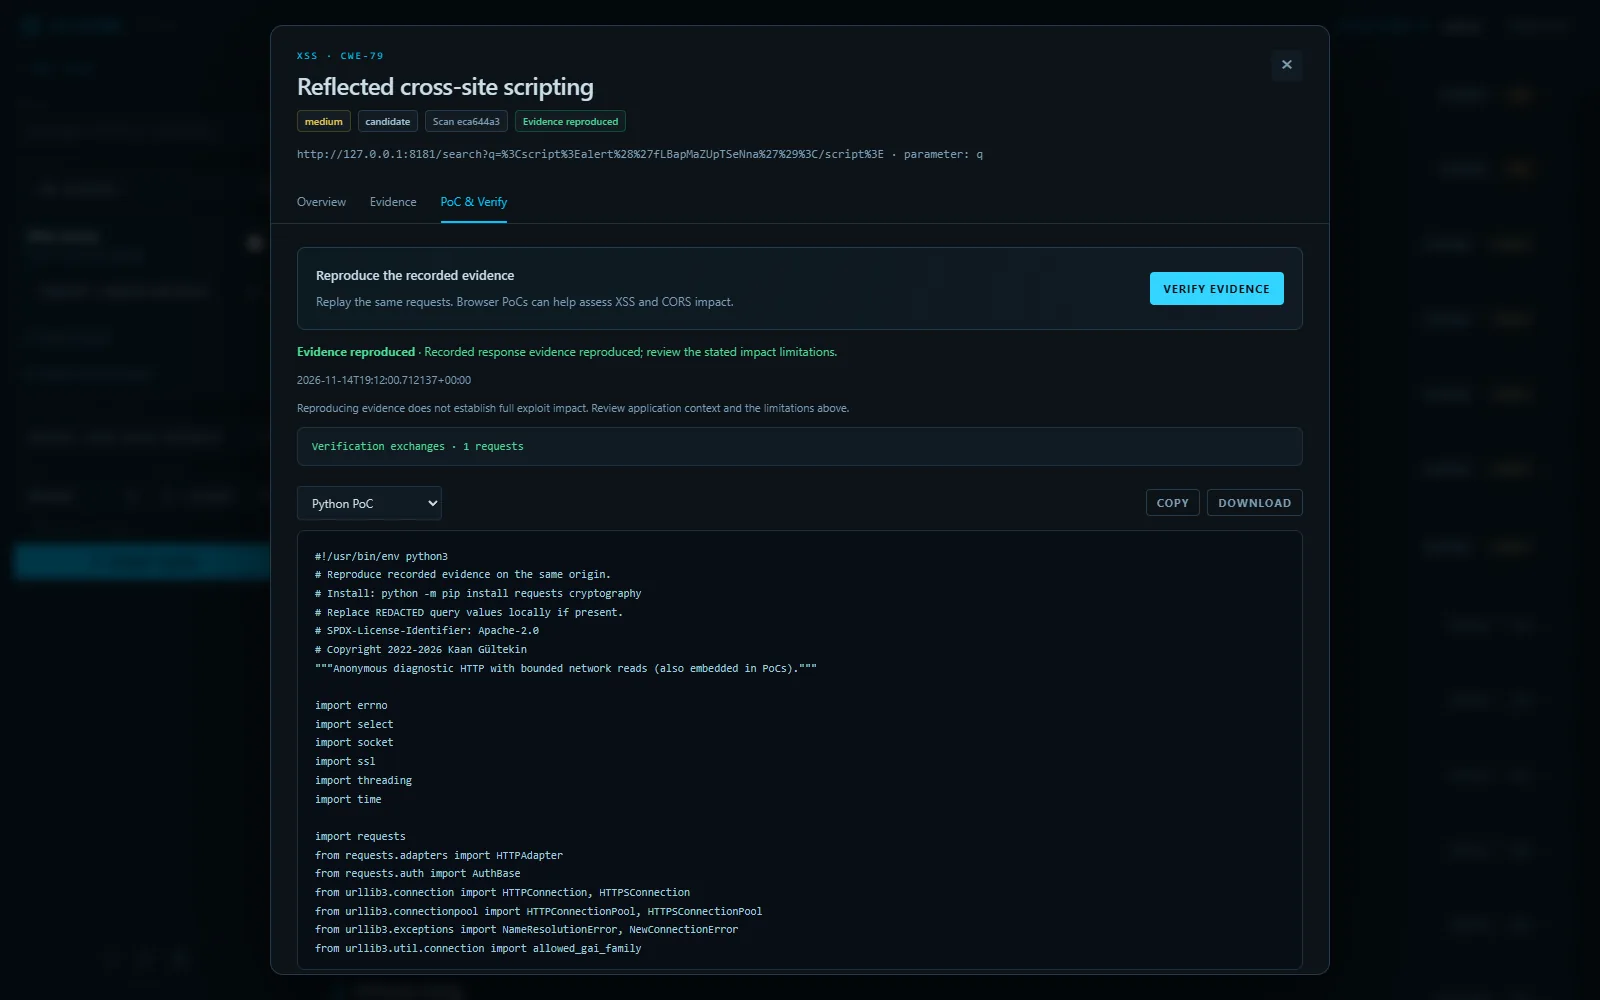 XSS · CWE-79
Reflected cross-site scripting
medium
candidate
Scan eca644a3
Evidence reproduced
http://127.0.0.1:8181/search?q=%3Cscript%3Ealert%28%27fLBapMaZUpTSeNna%27%29%3C/script%3E · parameter: q
Overview
Evidence
PoC & Verify
Reproduce the recorded evidence
Replay the same requests. Browser PoCs can help assess XSS and CORS impact.
VERIFY EVIDENCE
Evidence reproduced · Recorded response evidence reproduced; review the stated impact limitations.
2026-11-14T19:12:00.712137+00:00
Reproducing evidence does not establish full exploit impact. Review application context and the limitations above.
Verification exchanges · 1 requests
Python PoC
COPY
DOWNLOAD
#!/usr/bin/env python3
# Reproduce recorded evidence on the same origin.
# Install: python -m pip install requests cryptography
# Replace REDACTED query values locally if present.
# SPDX-License-Identifier: Apache-2.0
# Copyright 2022-2026 Kaan Gültekin
"""Anonymous diagnostic HTTP with bounded network reads (also embedded in PoCs)."""
import errno
import select
import socket
import ssl
import threading
import time
import requests
from requests.adapters import HTTPAdapter
from requests.auth import AuthBase
from urllib3.connection import HTTPConnection, HTTPSConnection
from urllib3.connectionpool import HTTPConnectionPool, HTTPSConnectionPool
from urllib3.exceptions import NameResolutionError, NewConnectionError
from urllib3.util.connection import allowed_gai_family